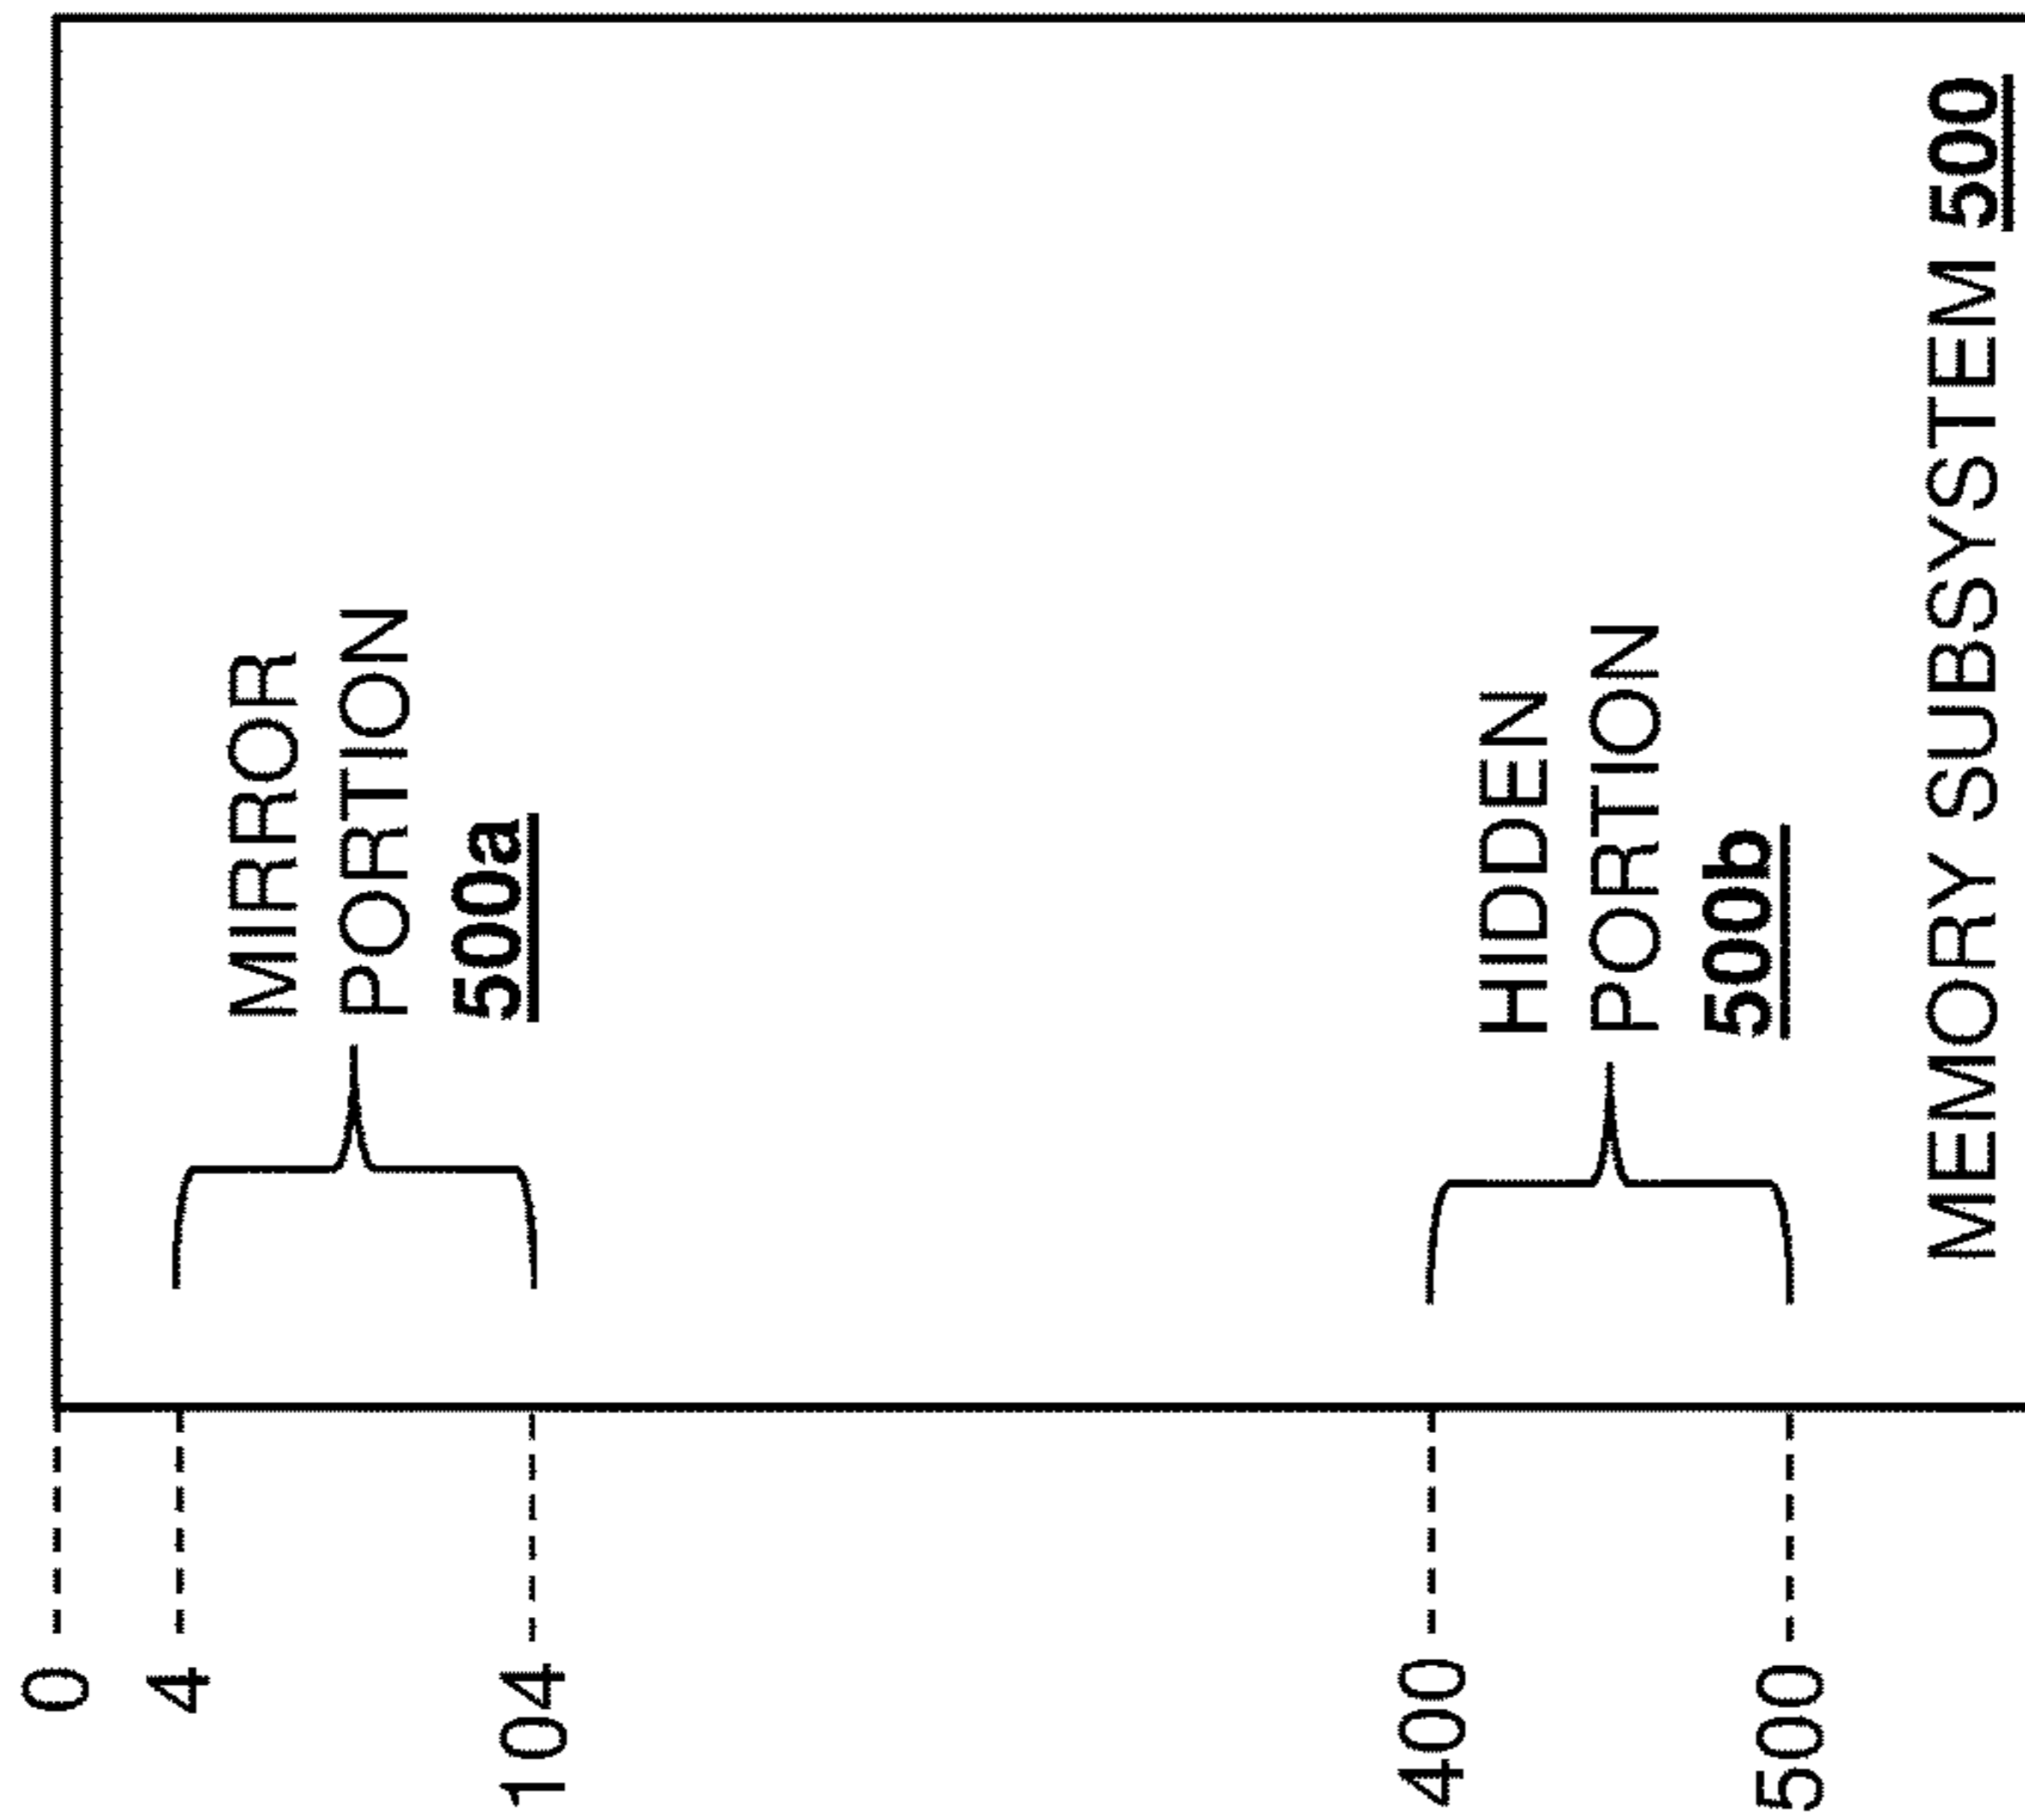 0
4
MIRROR
PORTION
500a
104
HIDDEN
PORTION
500b
400
500
MEMORY SUBSYSTEM 500